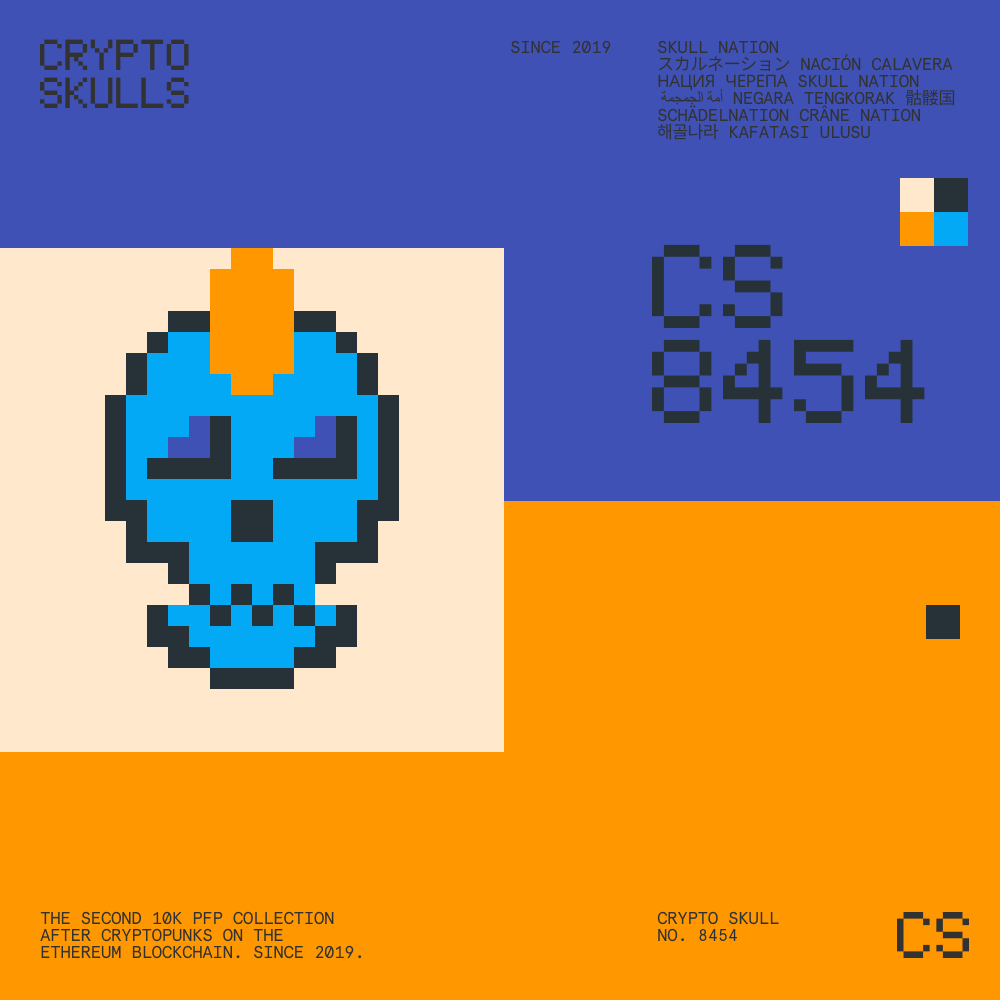 CRYPTO
SKULLS
SINCE 2019
SKULL NATION
スカルネーション NACIÓN CALAVERA
НАЦИЯ ЧЕРЕПА SKULL NATION
أمة الجمجمة NEGARA TENGKORAK 骷髅国
SCHÄDELNATION CRÂNE NATION
해골나라 KAFATASI ULUSU
CS
8454
THE SECOND 10K PFP COLLECTION
AFTER CRYPTOPUNKS ON THE
ETHEREUM BLOCKCHAIN. SINCE 2019.
CRYPTO SKULL
NO. 8454
CS